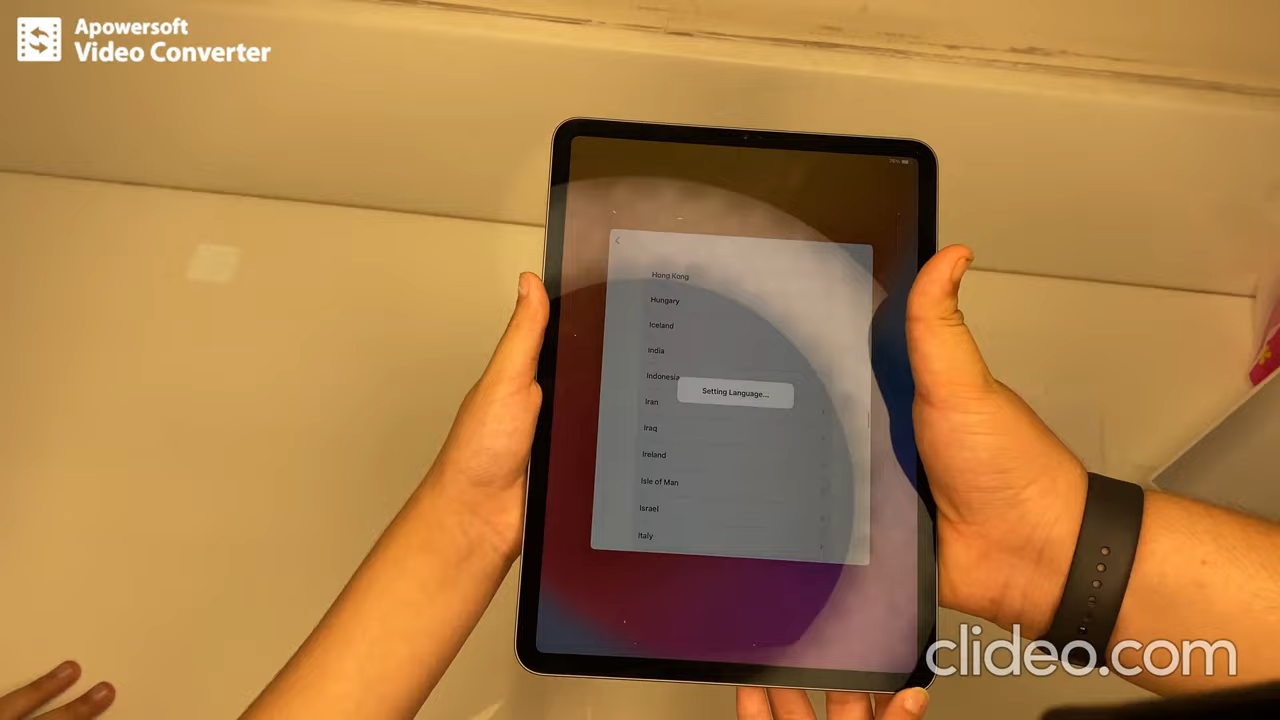 Apowersoft
Video Converter
Hong Kong
Hungary
Iceland
India
Indonesia
Setting Language...
Iran
Iraq
Ireland
Isle of Man
Israel
Italy
clideo.com